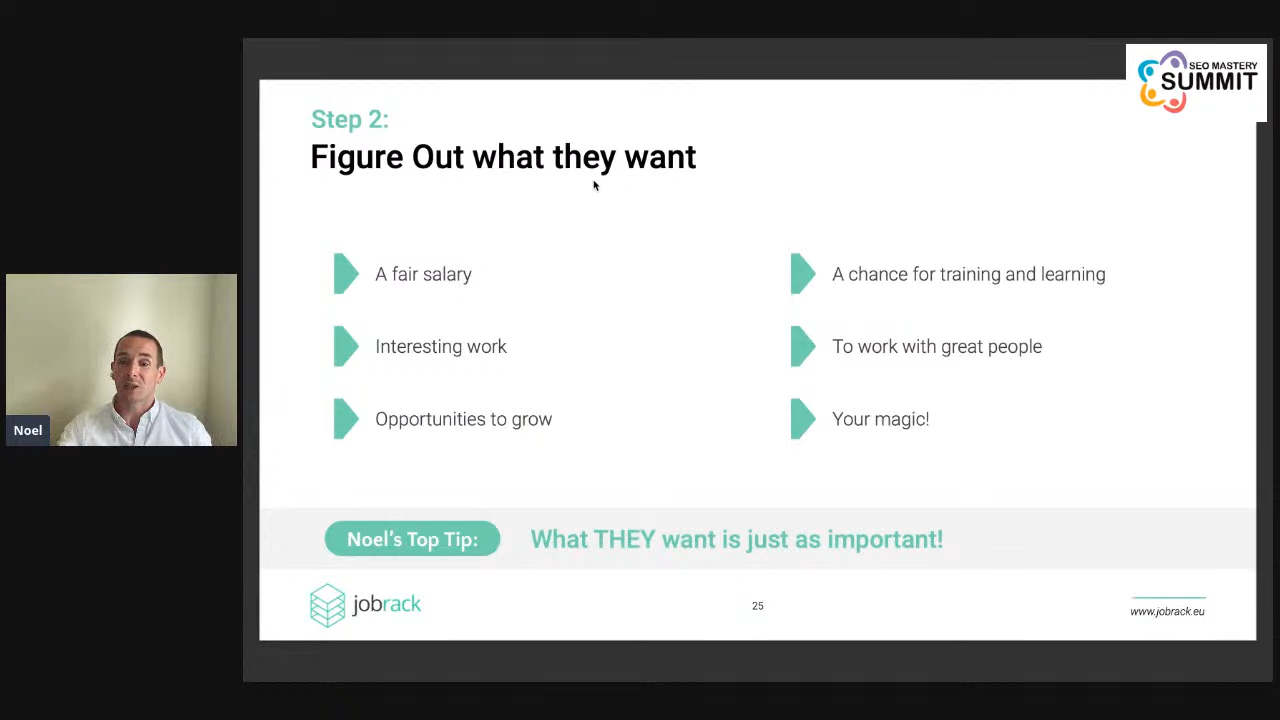 SEO MASTERY
SUMMIT
Step 2:
Figure Out what they want
A fair salary
Interesting work
Opportunities to grow
A chance for training and learning
To work with great people
Your magic!
Noel
Noel's Top Tip:
What THEY want is just as important!
jobrack
25
www.jobrack.eu